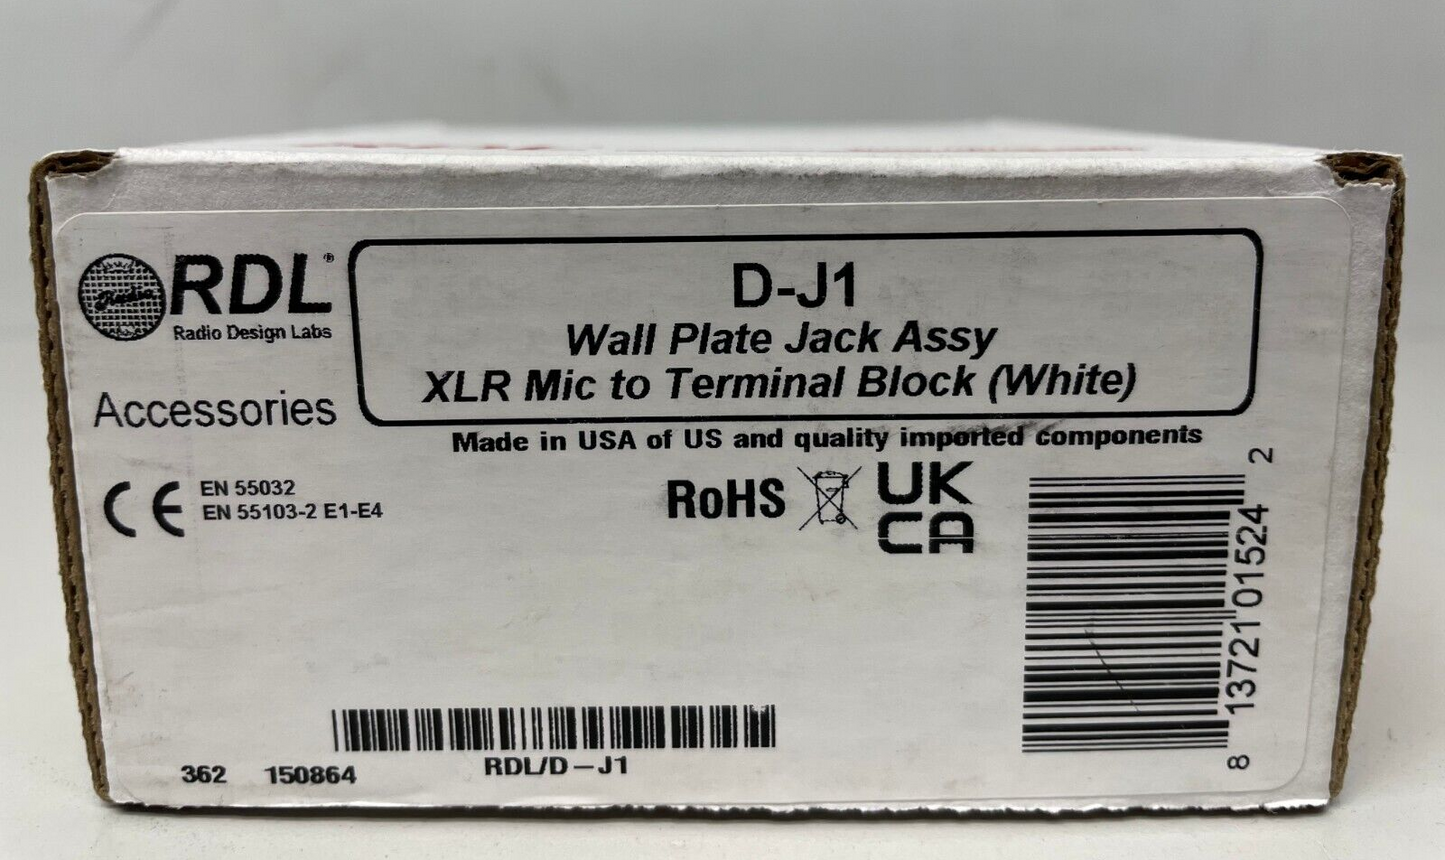 RDL®
Radio Design Labs
Accessories
D-J1
Wall Plate Jack Assy
XLR Mic to Terminal Block (White)
Made in USA of US and quality imported components
CE
EN 55032
EN 55103-2 E1-E4
RoHS
UK
CA
8 13721 01524 2
RDL/D-J1
362 150864